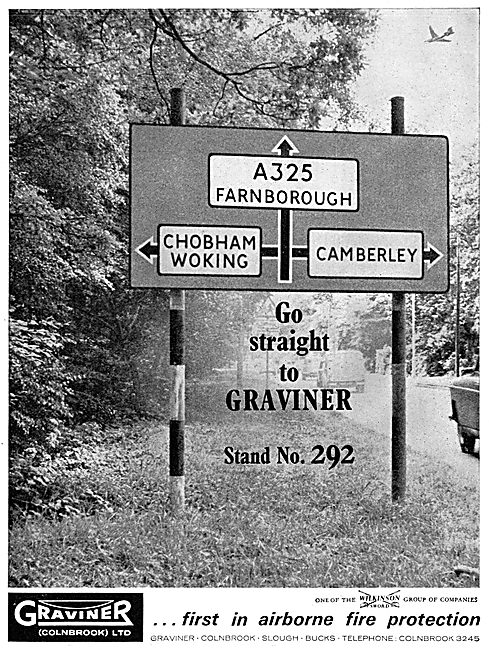 A325
FARNBOROUGH
CHOBHAM
WOKING
CAMBERLEY
Go
straight
to
GRAVINER
Stand No. 292
ONE OF THE WILKINSON SWORD GROUP OF COMPANIES
GRAVINER
(COLNBROOK) LTD
...first in airborne fire protection
GRAVINER · COLNBROOK · SLOUGH · BUCKS · TELEPHONE: COLNBROOK 3245